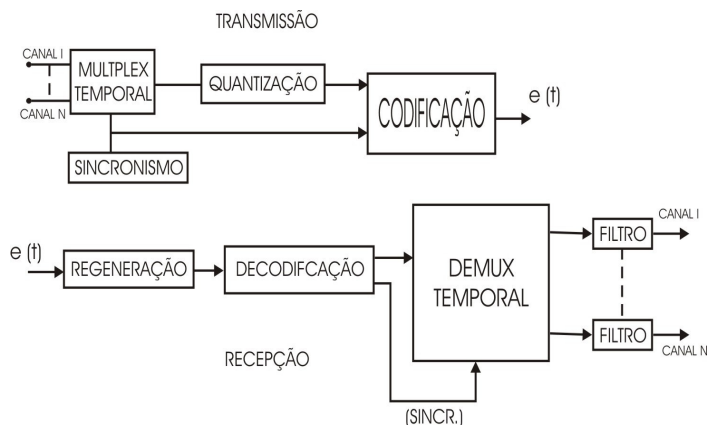 TRANSMISSÃO
CANAL I
MULTPLEX
TEMPORAL
CANAL N
QUANTIZAÇÃO
CODIFICAÇÃO
e (t)
SINCRONISMO
e (t)
REGENERAÇÃO
DECODIFCAÇÃO
DEMUX
TEMPORAL
FILTRO
CANAL I
FILTRO
CANAL N
RECEPÇÃO
(SINCR.)